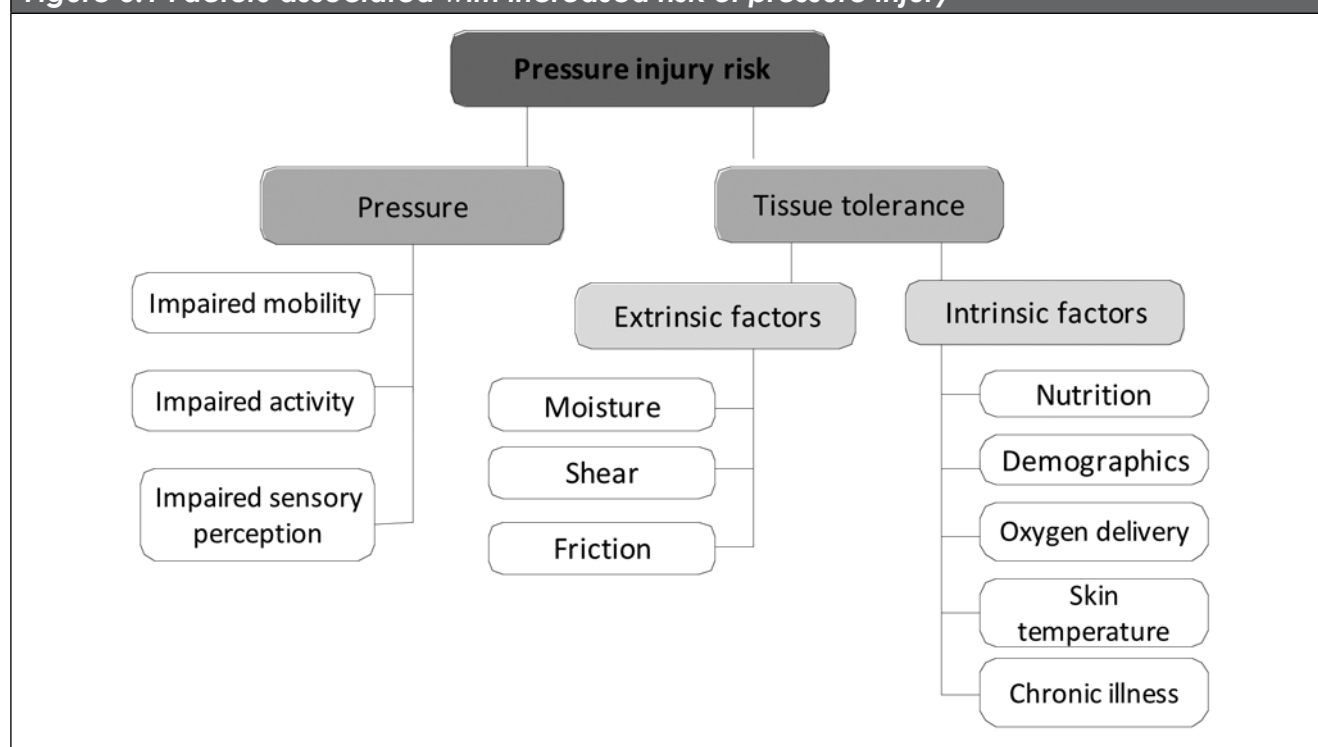 Pressure injury risk
Pressure
Tissue tolerance
Impaired mobility
Impaired activity
Impaired sensory
perception
Extrinsic factors
Moisture
Shear
Friction
Intrinsic factors
Nutrition
Demographics
Oxygen delivery
Skin
temperature
Chronic illness